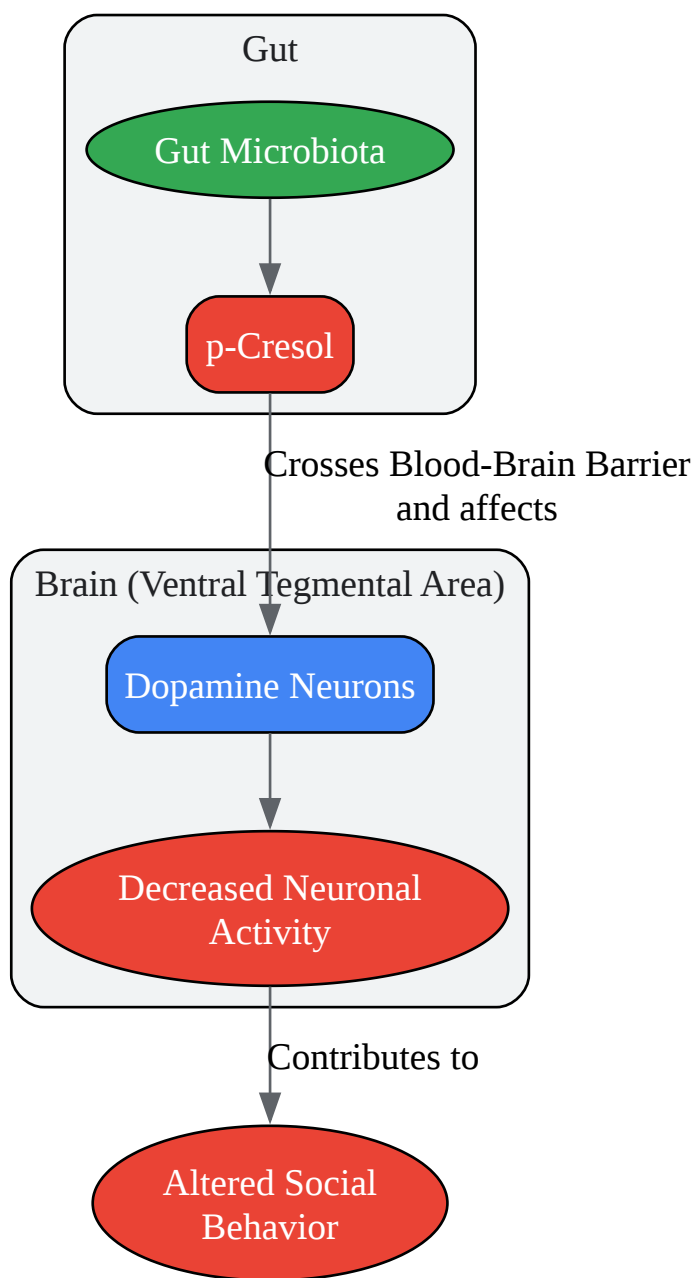 Gut
Gut Microbiota
p-Cresol
Crosses Blood-Brain Barrier
and affects
Brain (Ventral Tegmental Area)
Dopamine Neurons
Decreased Neuronal
Activity
Contributes to
Altered Social
Behavior